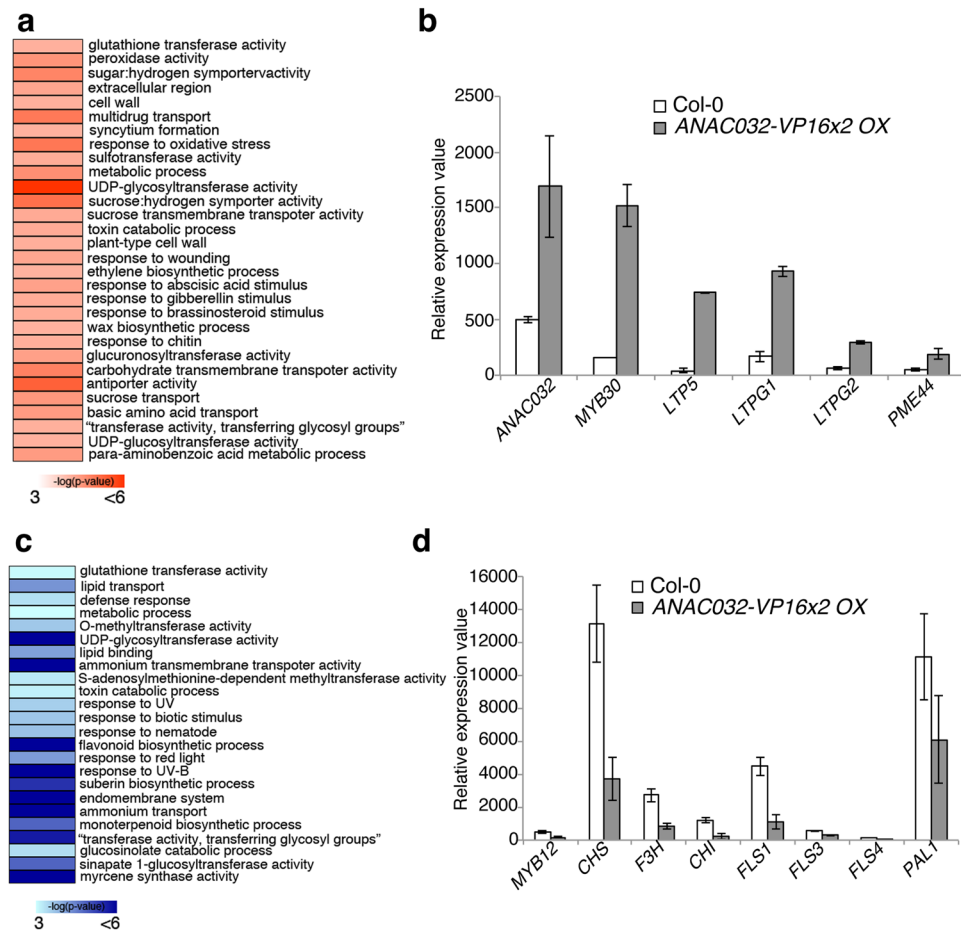 a
glutathione transferase activity
peroxidase activity
sugar:hydrogen symportervactivity
extracellular region
cell wall
multidrug transport
syncytium formation
response to oxidative stress
sulfotransferase activity
metabolic process
UDP-glycosyltransferase activity
sucrose:hydrogen symporter activity
sucrose transmembrane transpoter activity
toxin catabolic process
plant-type cell wall
response to wounding
ethylene biosynthetic process
response to abscisic acid stimulus
response to gibberellin stimulus
response to brassinosteroid stimulus
wax biosynthetic process
response to chitin
glucuronosyltransferase activity
carbohydrate transmembrane transpoter activity
antiporter activity
sucrose transport
basic amino acid transport
“transferase activity, transferring glycosyl groups”
UDP-glucosyltransferase activity
para-aminobenzoic acid metabolic process
-log(p-value)
3 <6
b
Relative expression value
2500
2000
1500
1000
500
0
Col-0
ANAC032-VP16x2 OX
ANAC032 MYB30 LTP5 LTPG1 LTPG2 PME44
c
glutathione transferase activity
lipid transport
defense response
metabolic process
O-methyltransferase activity
UDP-glycosyltransferase activity
lipid binding
ammonium transmembrane transpoter activity
S-adenosylmethionine-dependent methyltransferase activity
toxin catabolic process
response to UV
response to biotic stimulus
response to nematode
flavonoid biosynthetic process
response to red light
response to UV-B
suberin biosynthetic process
endomembrane system
ammonium transport
monoterpenoid biosynthetic process
“transferase activity, transferring glycosyl groups”
glucosinolate catabolic process
sinapate 1-glucosyltransferase activity
myrcene synthase activity
-log(p-value)
3 <6
d
Relative expression value
16000
14000
12000
10000
8000
6000
4000
2000
0
Col-0
ANAC032-VP16x2 OX
MYB12 CHS F3H CHI FLS1 FLS3 FLS4 PAL1